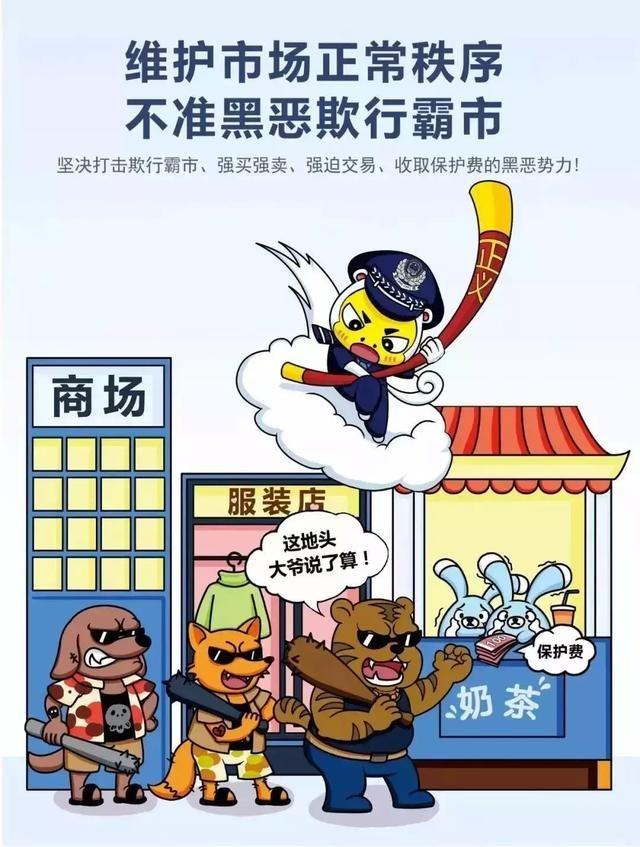 维护市场正常秩序
不准黑恶欺行霸市
坚决打击欺行霸市、强买强卖、强迫交易、收取保护费的黑恶势力！
正义
商场
服装店
这地头
大爷说了算！
保护费
奶茶
100